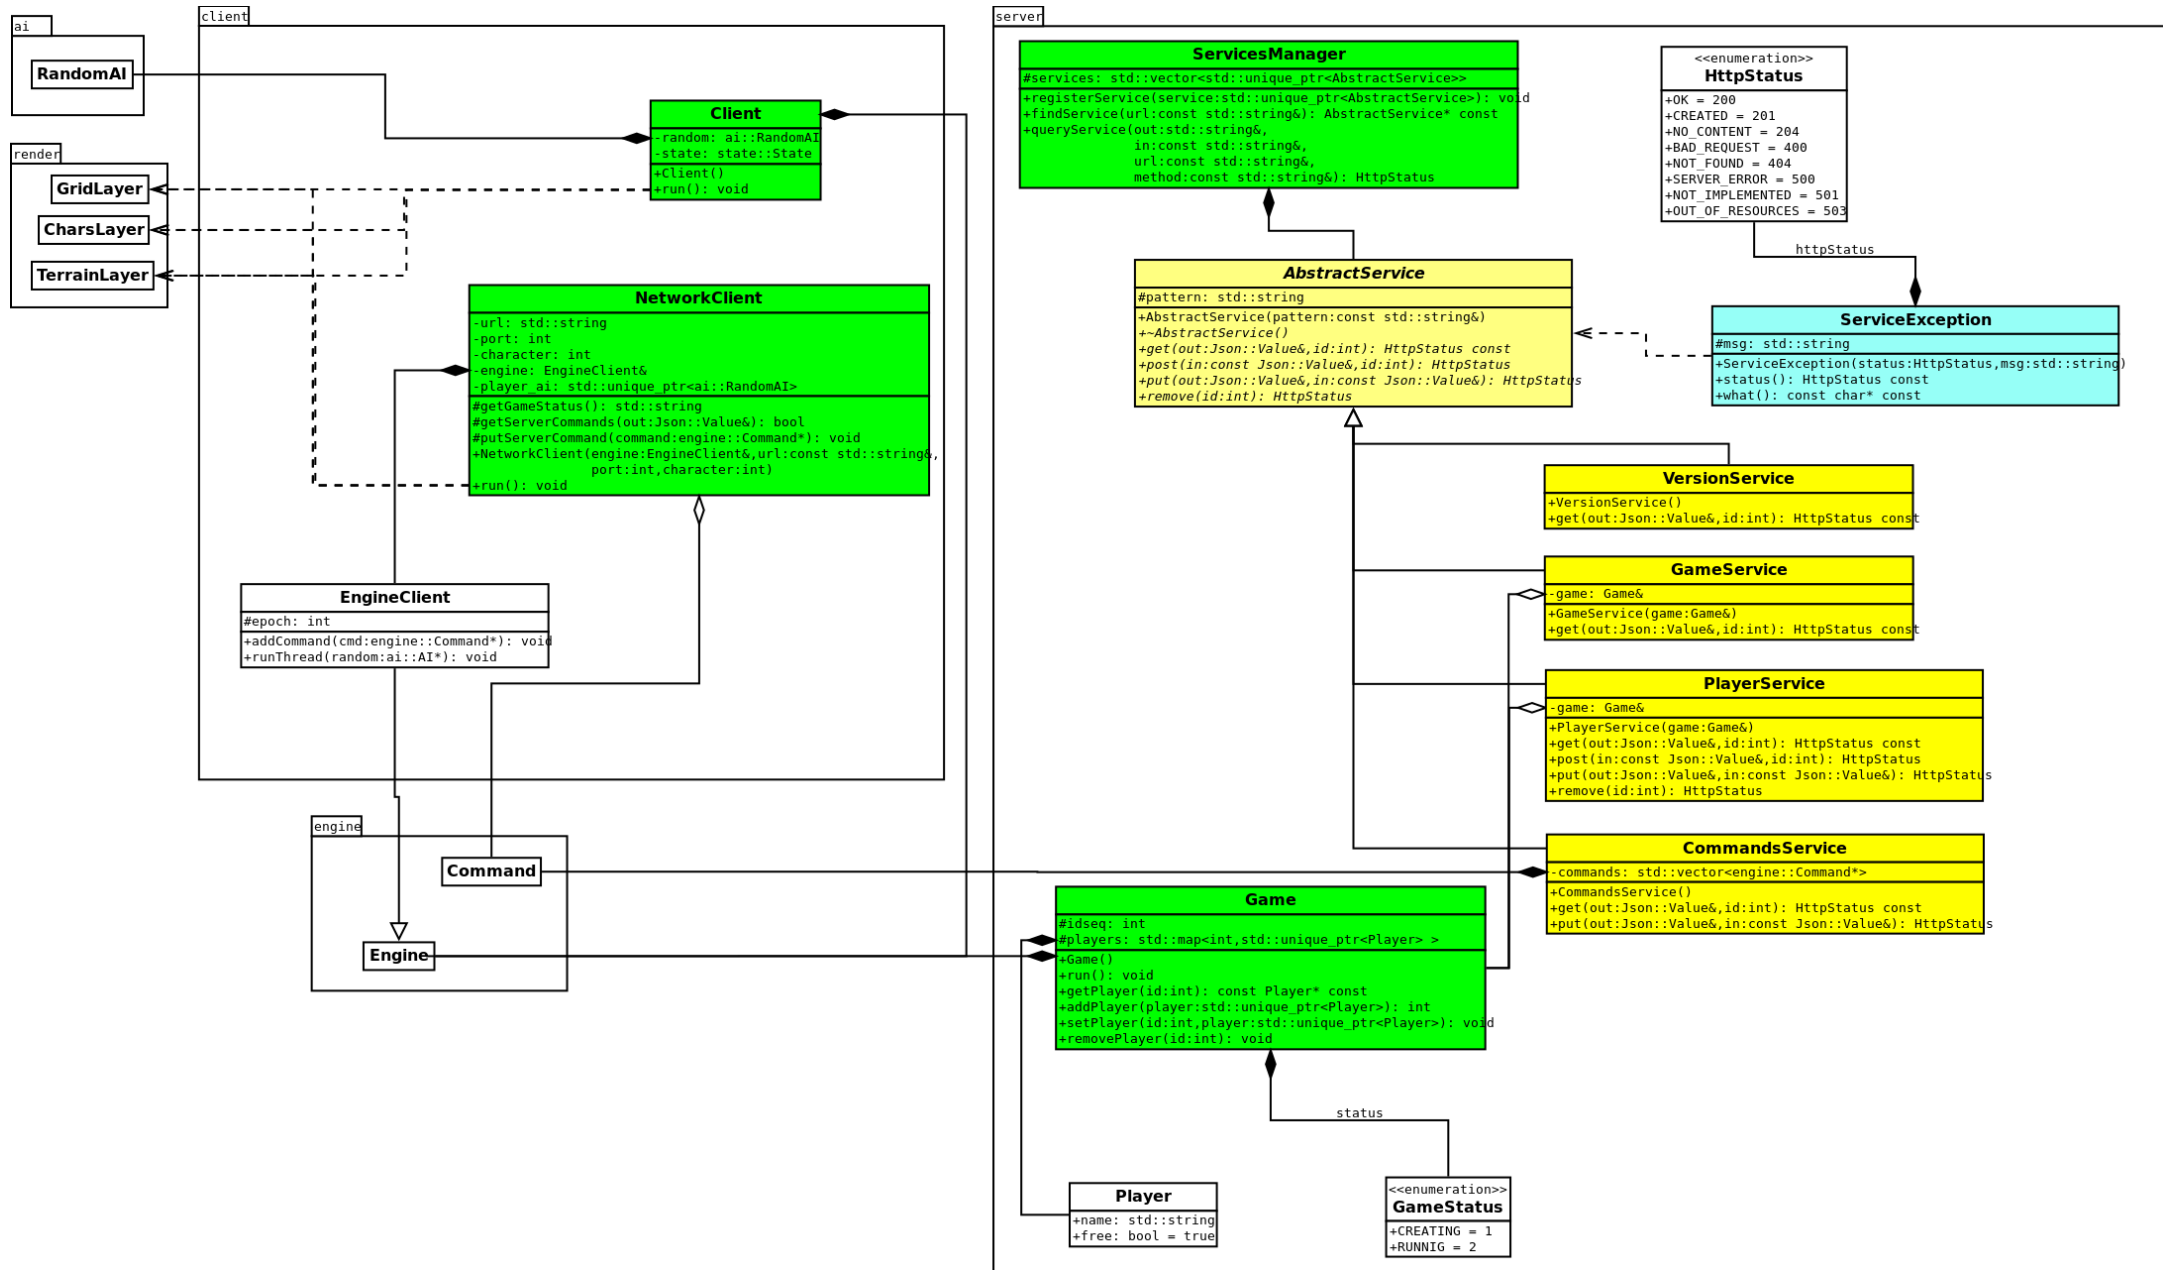 ai
RandomAI
render
GridLayer
CharsLayer
TerrainLayer
client
Client
-random: ai::RandomAI
-state: state::State
+Client()
+run(): void
NetworkClient
-url: std::string
-port: int
-character: int
-engine: EngineClient&
-player_ai: std::unique_ptr<ai::RandomAI>
#getGameStatus(): std::string
#getServerCommands(out:Json::Value&): bool
#putServerCommand(command:engine::Command*): void
+NetworkClient(engine:EngineClient&,url:const std::string&,
port:int,character:int)
+run(): void
EngineClient
#epoch: int
+addCommand(cmd:engine::Command*): void
+runThread(random:ai::AI*): void
engine
Command
Engine
server
ServicesManager
#services: std::vector<std::unique_ptr<AbstractService>>
+registerService(service:std::unique_ptr<AbstractService>): void
+findService(url:const std::string&): AbstractService* const
+queryService(out:std::string&,
in:const std::string&,
url:const std::string&,
method:const std::string&): HttpStatus
<<enumeration>>
HttpStatus
+OK = 200
+CREATED = 201
+NO_CONTENT = 204
+BAD_REQUEST = 400
+NOT_FOUND = 404
+SERVER_ERROR = 500
+NOT_IMPLEMENTED = 501
+OUT_OF_RESOURCES = 503
httpStatus
AbstractService
#pattern: std::string
+AbstractService(pattern:const std::string&)
+~AbstractService()
+get(out:Json::Value&,id:int): HttpStatus const
+post(in:const Json::Value&,id:int): HttpStatus
+put(out:Json::Value&,in:const Json::Value&): HttpStatus
+remove(id:int): HttpStatus
ServiceException
#msg: std::string
+ServiceException(status:HttpStatus,msg:std::string)
+status(): HttpStatus const
+what(): const char* const
VersionService
+VersionService()
+get(out:Json::Value&,id:int): HttpStatus const
GameService
-game: Game&
+GameService(game:Game&)
+get(out:Json::Value&,id:int): HttpStatus const
PlayerService
-game: Game&
+PlayerService(game:Game&)
+get(out:Json::Value&,id:int): HttpStatus const
+post(in:const Json::Value&,id:int): HttpStatus
+put(out:Json::Value&,in:const Json::Value&): HttpStatus
+remove(id:int): HttpStatus
CommandsService
-commands: std::vector<engine::Command*>
+CommandsService()
+get(out:Json::Value&,id:int): HttpStatus const
+put(out:Json::Value&,in:const Json::Value&): HttpStatus
Game
#idseq: int
#players: std::map<int,std::unique_ptr<Player> >
+Game()
+run(): void
+getPlayer(id:int): const Player* const
+addPlayer(player:std::unique_ptr<Player>): int
+setPlayer(id:int,player:std::unique_ptr<Player>): void
+removePlayer(id:int): void
status
Player
+name: std::string
+free: bool = true
<<enumeration>>
GameStatus
+CREATING = 1
+RUNNIG = 2